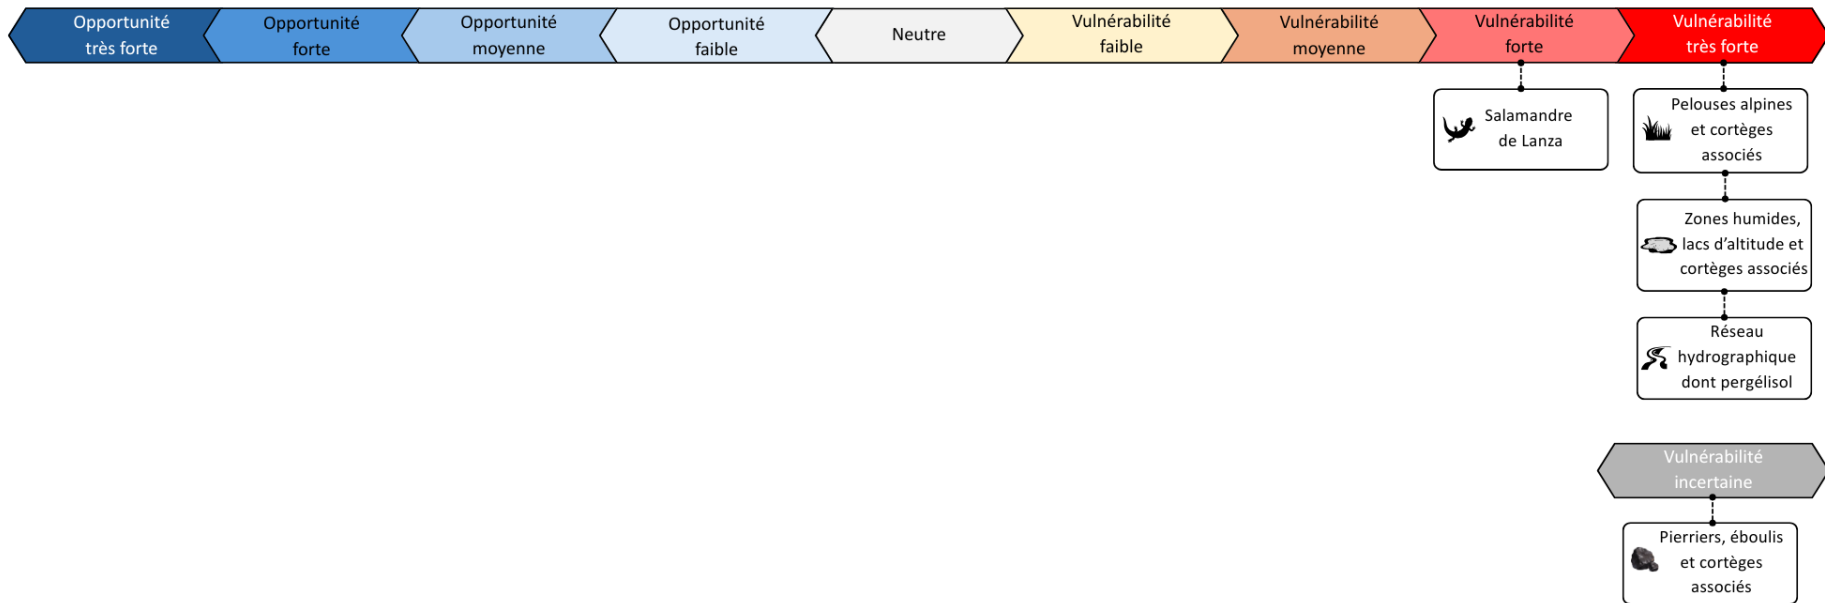 Opportunité
très forte
Opportunité
forte
Opportunité
moyenne
Opportunité
faible
Neutre
Vulnérabilité
faible
Vulnérabilité
moyenne
Vulnérabilité
forte
Vulnérabilité
très forte
Salamandre
de Lanza
Pelouses alpines
et cortèges
associés
Zones humides,
lacs d’altitude et
cortèges associés
Réseau
hydrographique
dont pergélisol
Vulnérabilité
incertaine
Pierriers, éboulis
et cortèges
associés